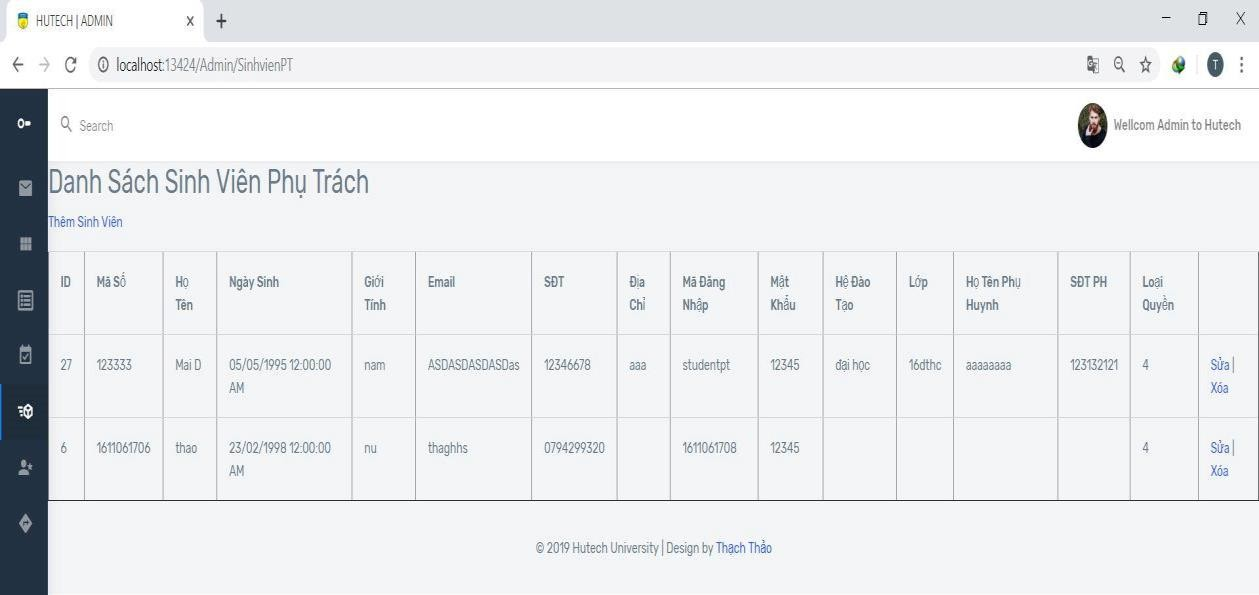 HUTECH | ADMIN
localhost:13424/Admin/SinhvienPT
T
Search
Wellcom Admin to Hutech
Danh Sách Sinh Viên Phụ Trách
Thêm Sinh Viên
ID Mã Số Họ Tên Ngày Sinh Giới Tính Email SĐT Địa Chỉ Mã Đăng Nhập Mật Khẩu Hệ Đào Tạo Lớp Họ Tên Phụ Huynh SĐT PH Loại Quyền
27 123333 Mai D 05/05/1995 12:00:00 AM nam ASDASDASDASDas 12346678 aaa studentpt 12345 đại học 16dthc aaaaaaaa 123132121 4 Sửa | Xóa
6 1611061706 thao 23/02/1998 12:00:00 AM nu thaghhs 0794299320 1611061708 12345 4 Sửa | Xóa
© 2019 Hutech University | Design by Thạch Thảo